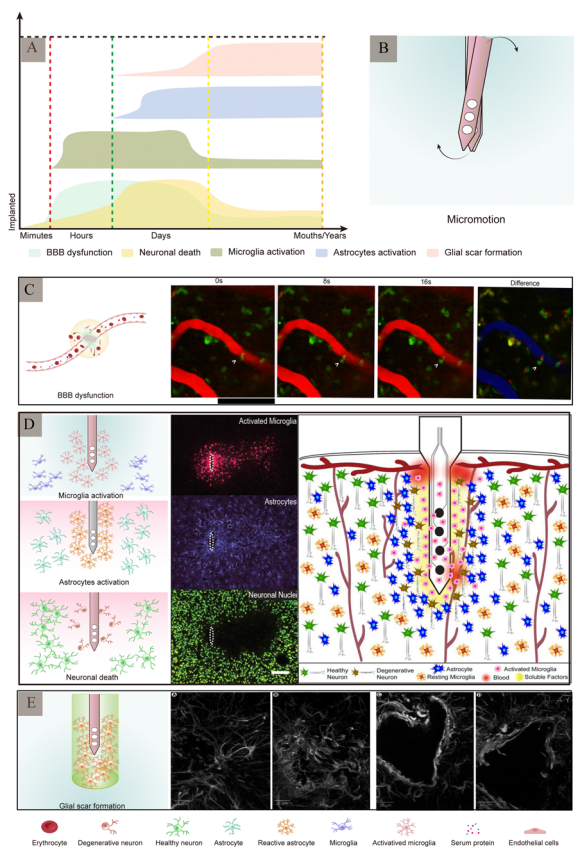 A
Implanted
Mimutes
Hours
Days
Mouths/Years
BBB dysfunction
Neuronal death
Microglia activation
Astrocytes activation
Glial scar formation
B
Micromotion
C
BBB dysfunction
0s
8s
16s
Difference
D
Microglia activation
Astrocytes activation
Neuronal death
Activated Microglia
Astrocytes
Neuronal Nuclei
Healthy Neuron
Degenerative Neuron
Astrocyte
Resting Microglia
Activated Microglia
Blood
Soluble Factors
E
Glial scar formation
A
B
C
Erythrocyte
Degenerative neuron
Healthy neuron
Astrocyte
Reactive astrocyte
Microglia
Activatived microglia
Serum protein
Endothelial cells